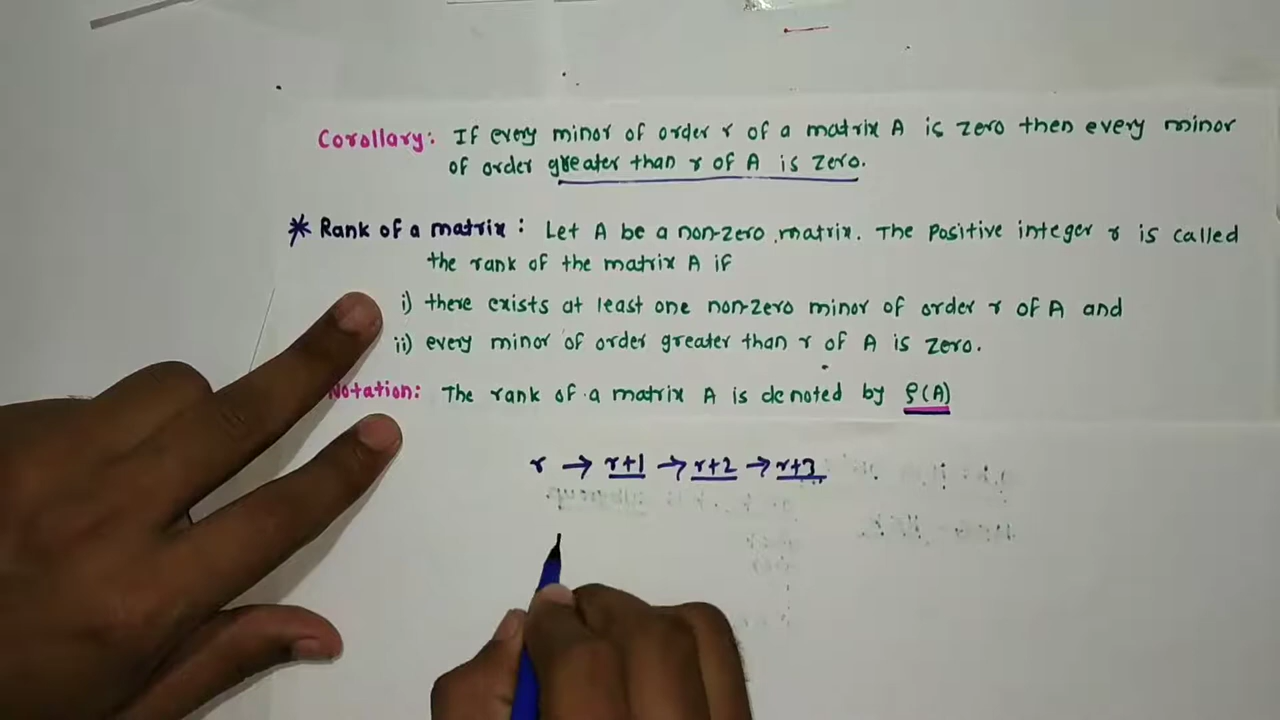 Corollary: If every minor of order r of a matrix A is zero then every minor
of order greater than r of A is zero.
* Rank of a matrix: Let A be a non-zero matrix. The positive integer r is called
the rank of the matrix A if
i) there exists at least one non-zero minor of order r of A and
ii) every minor of order greater than r of A is zero.
Notation: The rank of a matrix A is denoted by ρ(A)
r → r+1 → r+2 → r+3